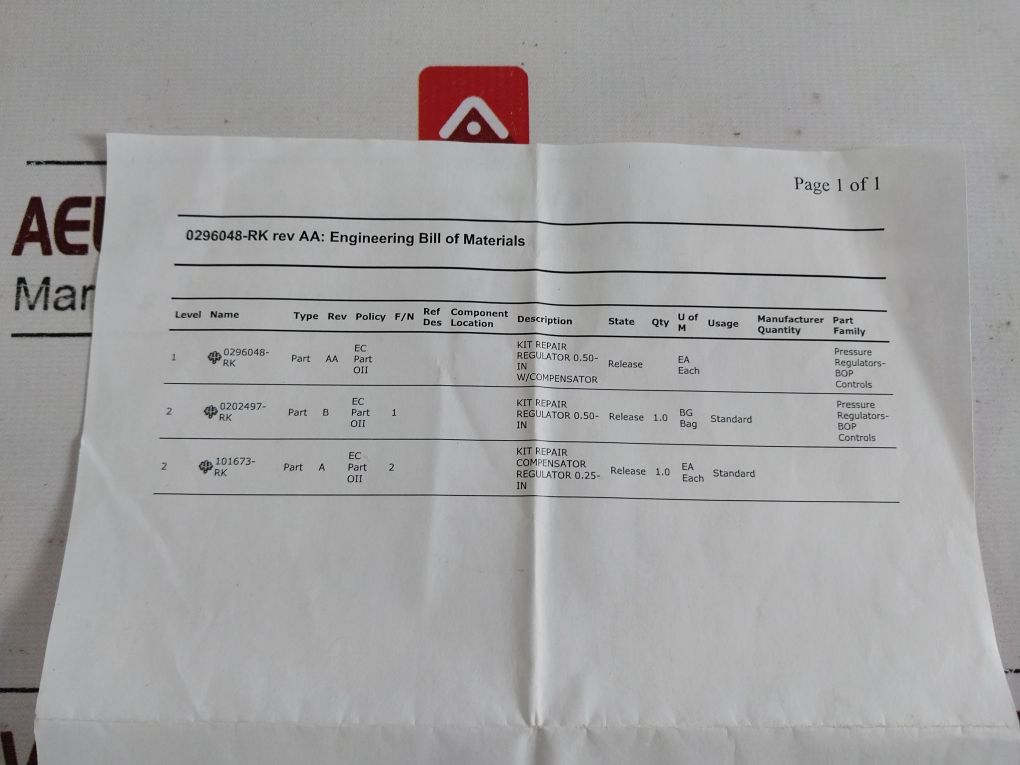 Page 1 of 1
0296048-RK rev AA: Engineering Bill of Materials
Level Name Type Rev Policy F/N Ref Des Component Location Description State Qty U of M Usage Manufacturer Quantity Part Family
1 0296048-RK Part AA EC Part OII KIT REPAIR REGULATOR 0.50-IN W/COMPENSATOR Release EA Each Pressure Regulators-BOP Controls
2 0202497-RK Part B EC Part OII 1 KIT REPAIR REGULATOR 0.50-IN Release 1.0 BG Bag Standard Pressure Regulators-BOP Controls
2 101673-RK Part A EC Part OII 2 KIT REPAIR COMPENSATOR REGULATOR 0.25-IN Release 1.0 EA Each Standard